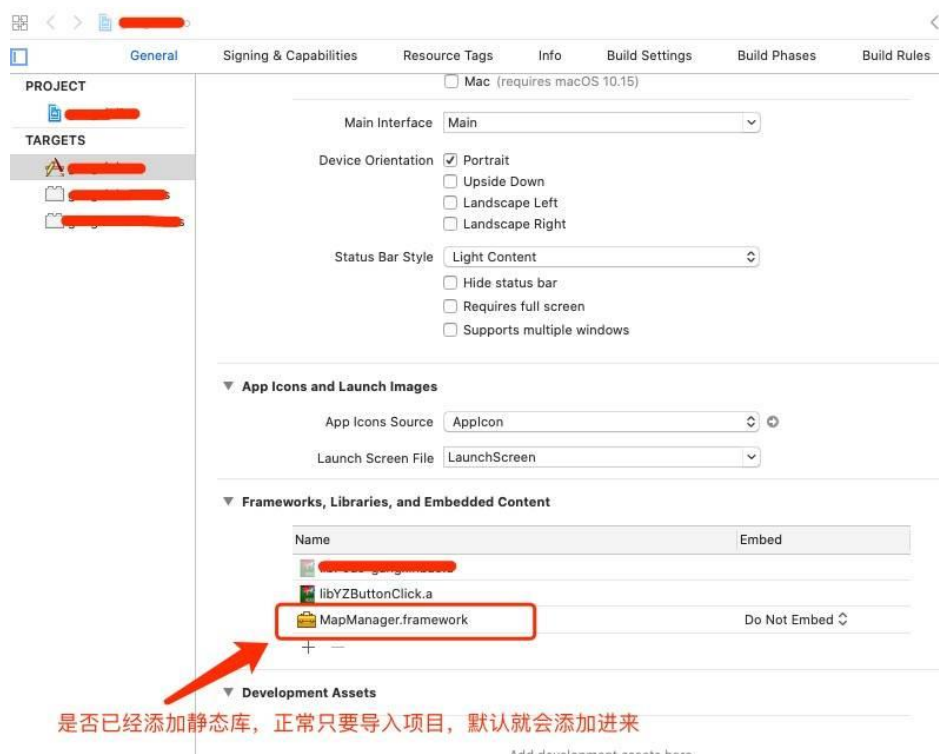 General Signing & Capabilities Resource Tags Info Build Settings Build Phases Build Rules
PROJECT
TARGETS
Mac (requires macOS 10.15)
Main Interface Main
Device Orientation Portrait
Upside Down
Landscape Left
Landscape Right
Status Bar Style Light Content
Hide status bar
Requires full screen
Supports multiple windows
App Icons and Launch Images
App Icons Source AppIcon
Launch Screen File LaunchScreen
Frameworks, Libraries, and Embedded Content
Name Embed
libYZButtonClick.a
MapManager.framework Do Not Embed
Development Assets
是否已经添加静态库，正常只要导入项目，默认就会添加进来
Add development assets here